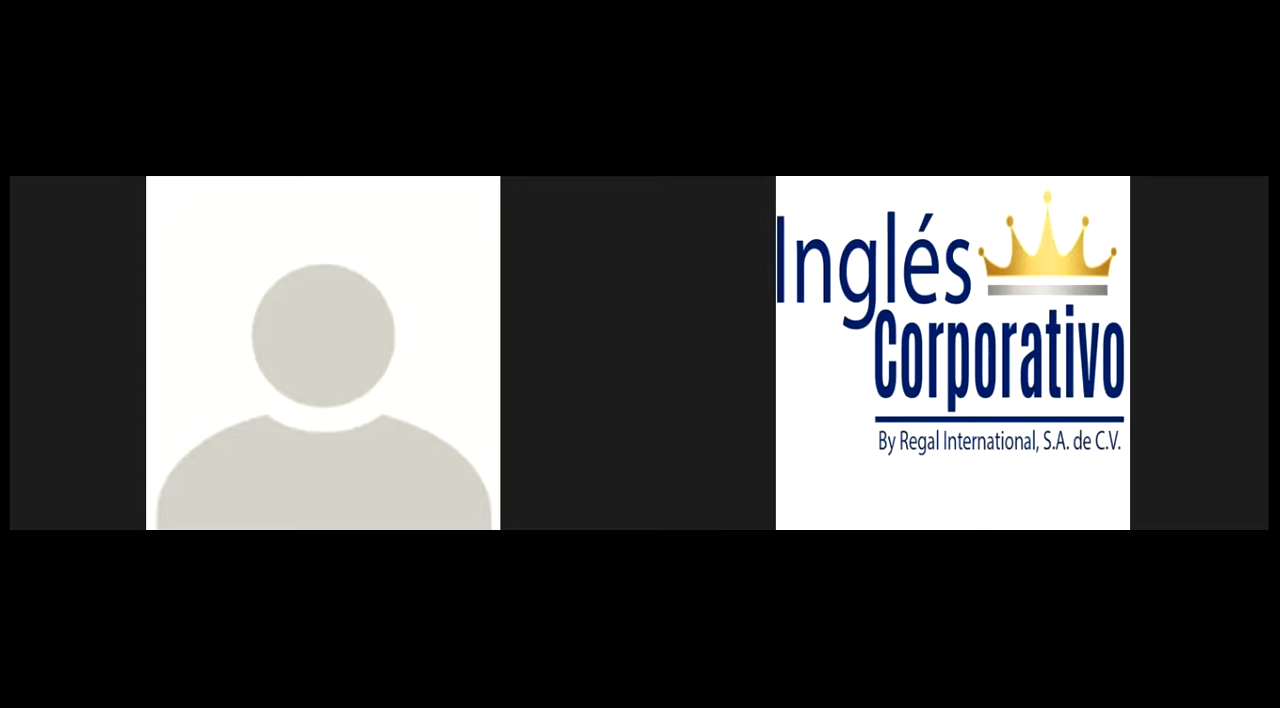 Inglés
Corporativo
By Regal International, S.A. de C.V.